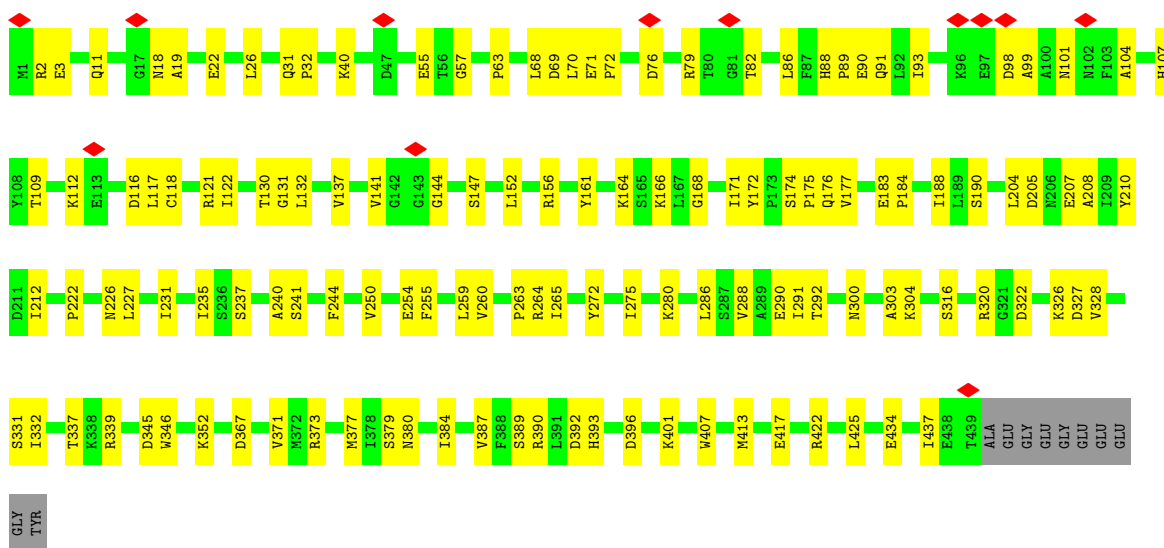 M1 R2 E3 Q11 G17 N18 A19 E22 L26 Q31 P32 K40 D47 E55 T56 G57 P63 L68 D69 L70 E71 P72 D76 R79 T80 G81 T82 L86 F87 H88 P89 E90 Q91 L92 I93 K96 E97 D98 A99 A100 N101 N102 F103 A104 H107
Y108 T109 K112 E113 D116 L117 C118 R121 I122 T130 G131 L132 V137 V141 G142 G143 G144 S147 L152 R156 Y161 K164 S165 K166 L167 G168 I171 Y172 P173 S174 P175 Q176 V177 E183 P184 I188 L189 S190 L204 D205 N206 E207 A208 I209 Y210
D211 I212 P222 N226 L227 I231 I235 S236 S237 A240 S241 F244 V250 E254 F255 L259 V260 P263 R264 I265 Y272 I275 K280 L286 S287 V288 A289 E290 I291 T292 N300 A303 K304 S316 R320 G321 D322 K326 D327 V328
S331 I332 T337 K338 R339 D345 W346 K352 D367 V371 M372 R373 M377 I378 S379 N380 I384 V387 F388 S389 R390 L391 D392 H393 D396 K401 W407 M413 E417 R422 L425 E434 I437 E438 T439 ALA GLU GLY GLU GLY GLU GLU GLU
GLY TYR